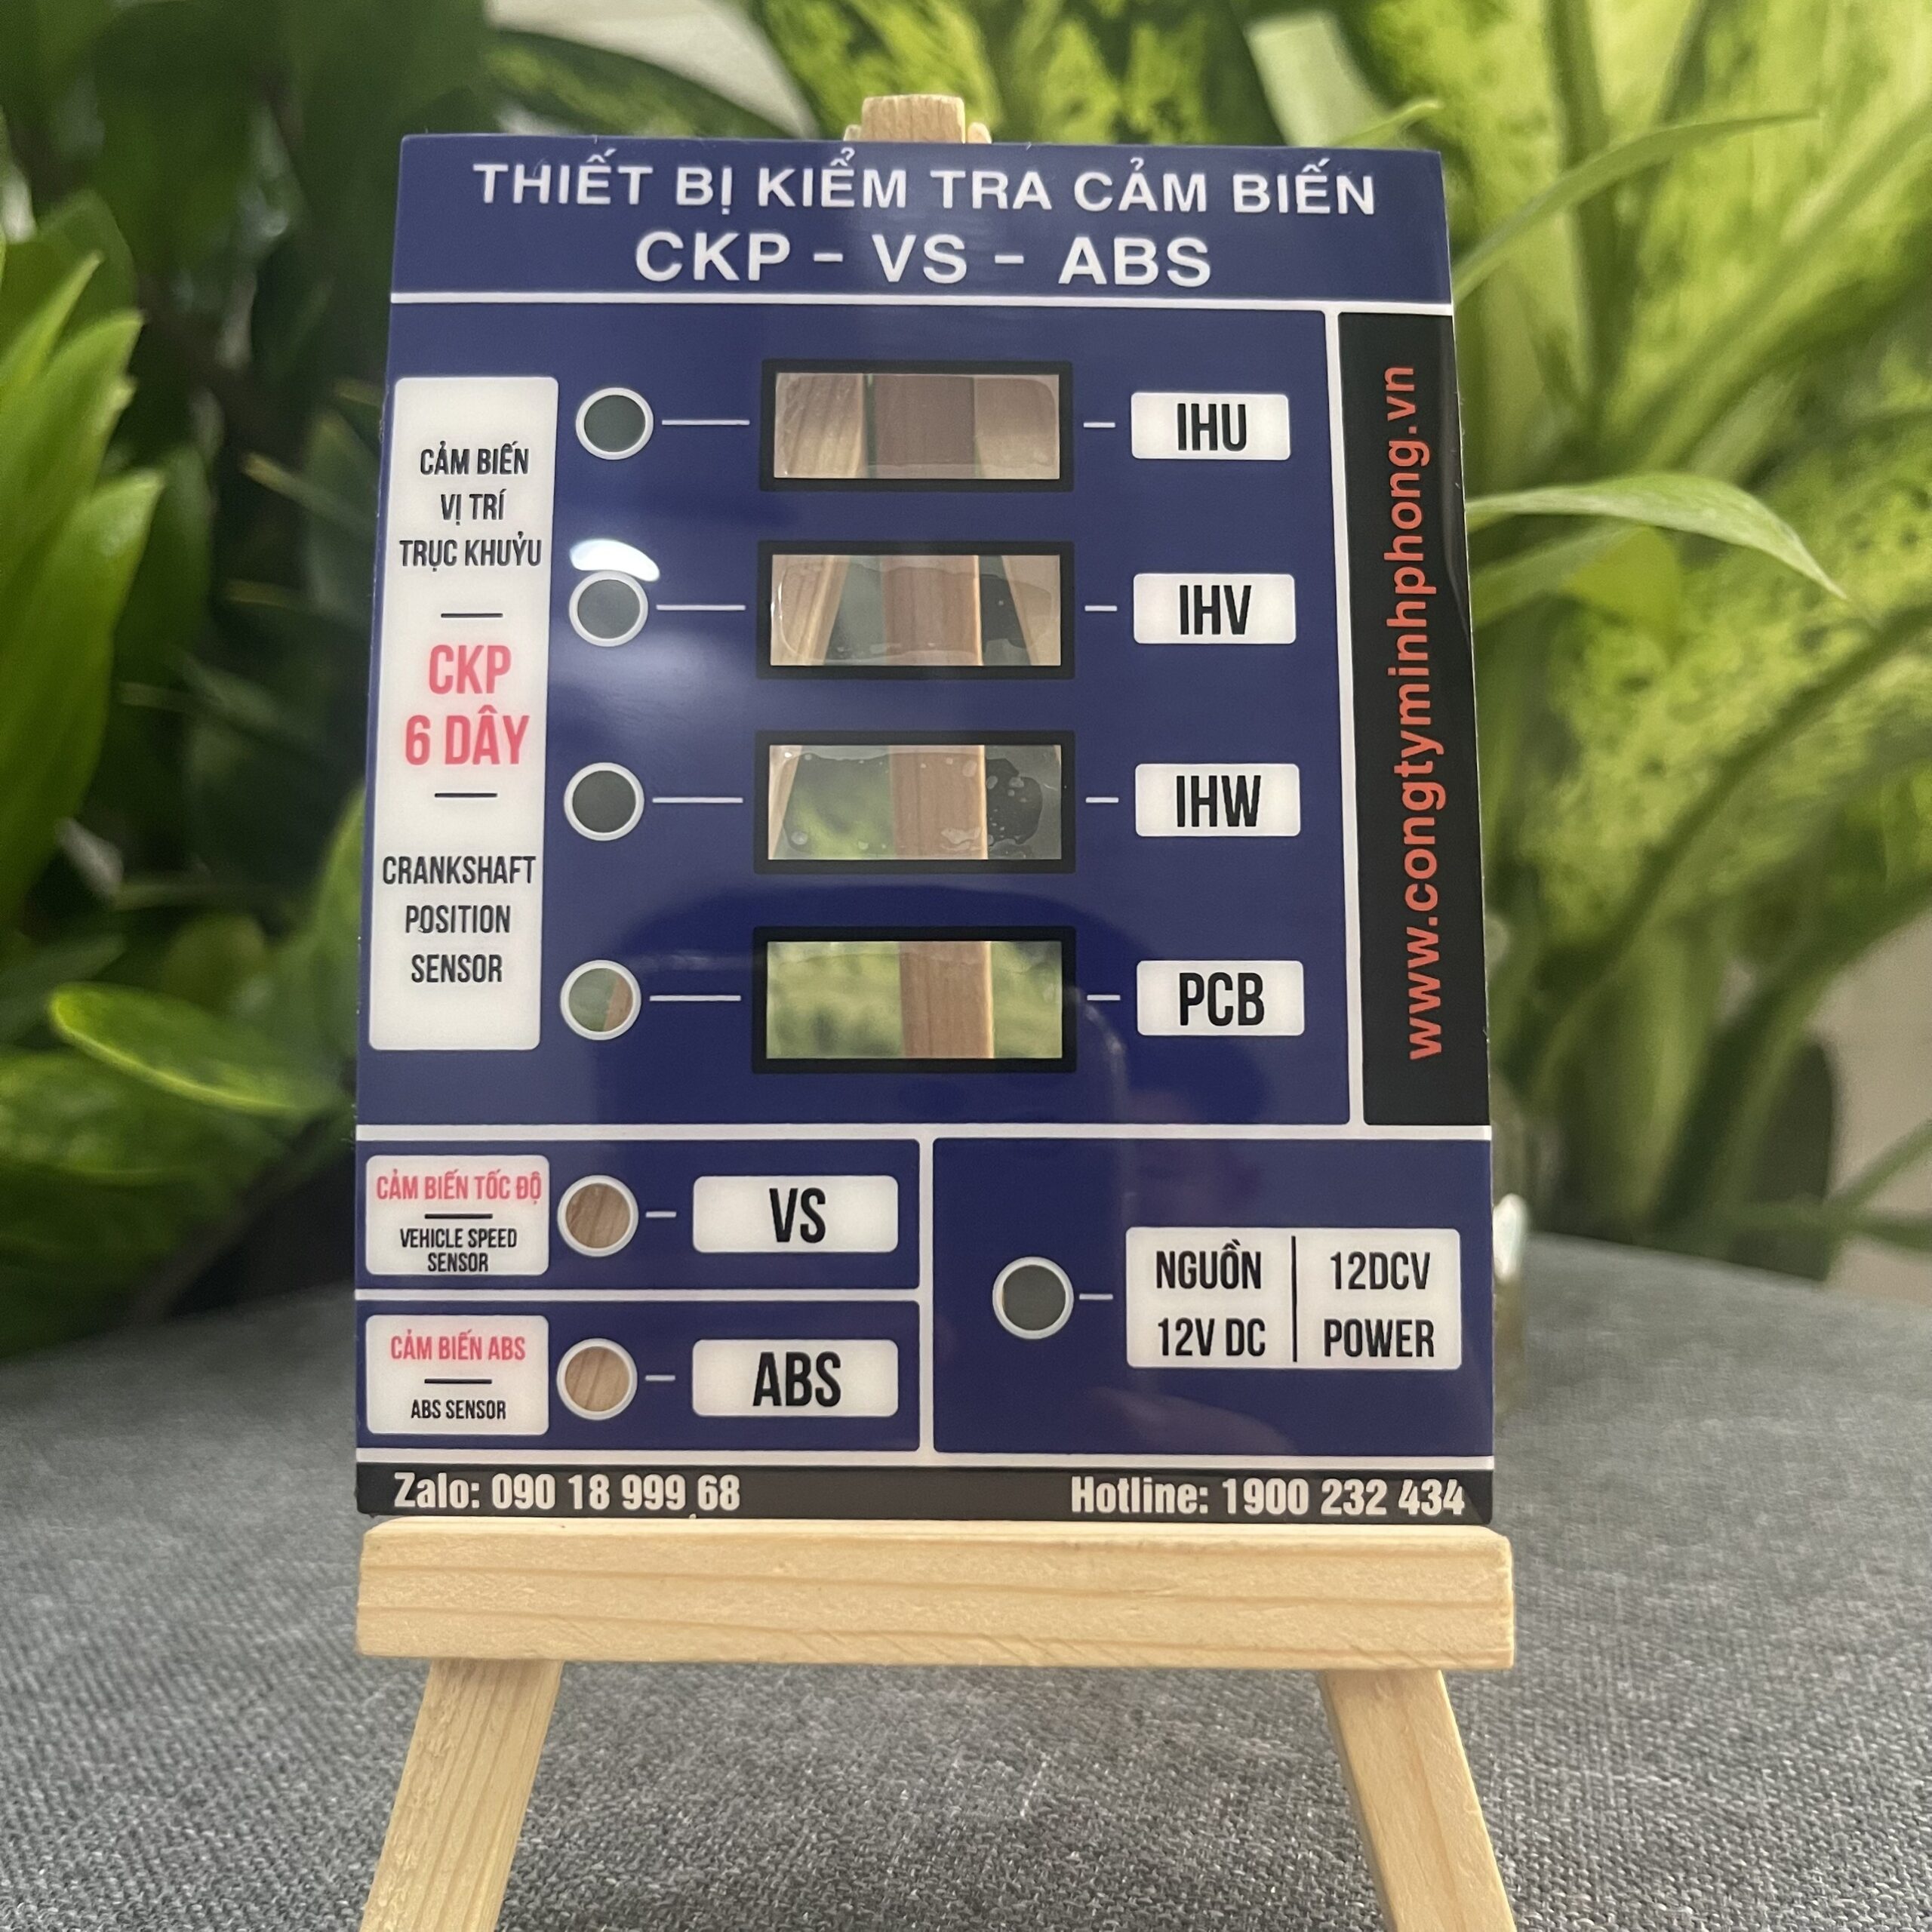 THIẾT BỊ KIỂM TRA CẢM BIẾN
CKP - VS - ABS
CẢM BIẾN
VỊ TRÍ
TRỤC KHUỶU
CKP
6 DÂY
CRANKSHAFT
POSITION
SENSOR
IHU
IHV
IHW
PCB
www.congtyminhphong.vn
CẢM BIẾN TỐC ĐỘ
VEHICLE SPEED
SENSOR
VS
CẢM BIẾN ABS
ABS SENSOR
ABS
NGUỒN
12V DC
12DCV
POWER
Zalo: 090 18 999 68
Hotline: 1900 232 434